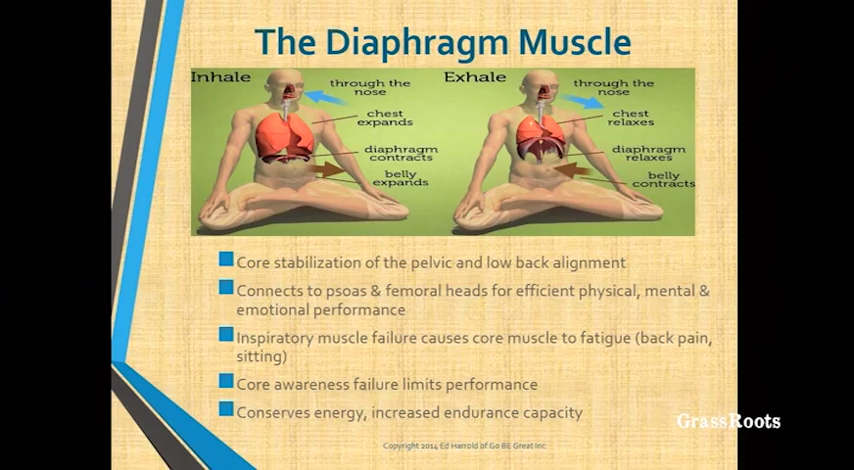 The Diaphragm Muscle
Inhale
through the
nose
chest
expands
diaphragm
contracts
belly
expands
Exhale
through the
nose
chest
relaxes
diaphragm
relaxes
belly
contracts
Core stabilization of the pelvic and low back alignment
Connects to psoas & femoral heads for efficient physical, mental &
emotional performance
Inspiratory muscle failure causes core muscle to fatigue (back pain,
sitting)
Core awareness failure limits performance
Conserves energy, increased endurance capacity
GrassRoots
Copyright 2014 Ed Harrold of Go BE Great Inc